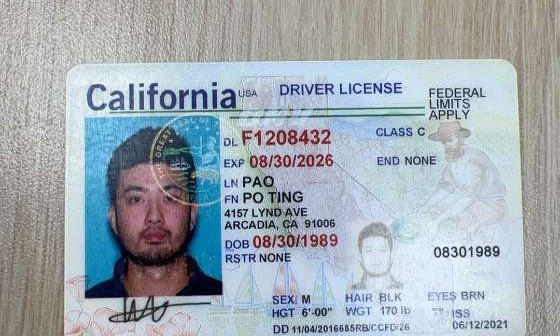 California USA DRIVER LICENSE
FEDERAL
LIMITS
APPLY
DL F1208432 CLASS C
EXP 08/30/2026 END NONE
LN PAO
FN PO TING
4157 LYND AVE
ARCADIA, CA 91006
DOB 08/30/1989
RSTR NONE
08301989
SEX M HAIR BLK EYES BRN
HGT 6'-00" WGT 170 lb ISS
DD 11/04/2016685RB/CCFD/26 06/12/2021